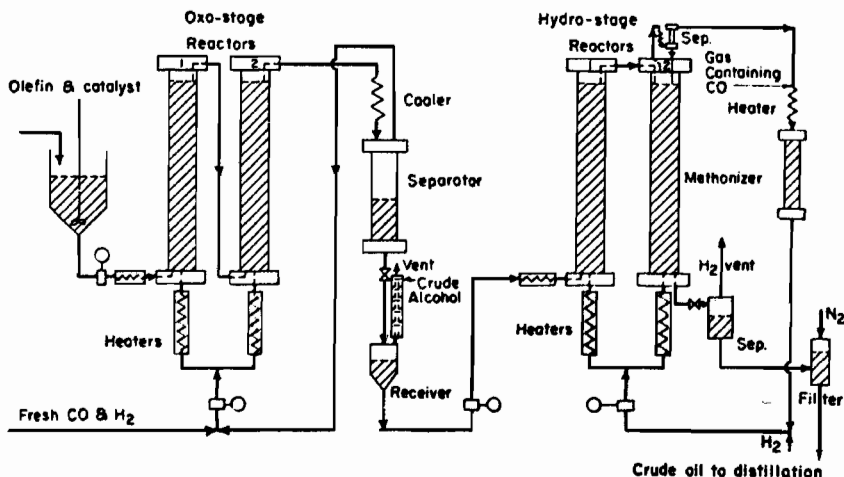 Oxo-stage
Reactors
1
2
Olefin & catalyst
Cooler
Separator
Vent
Crude
Alcohol
Heaters
Receiver
Fresh CO & H₂
Hydro-stage
Reactors
Sep.
2
Gas
Containing
CO
Heater
Methonizer
H₂ vent
Heaters
Sep.
N₂
Filter
H₂
Crude oil to distillation